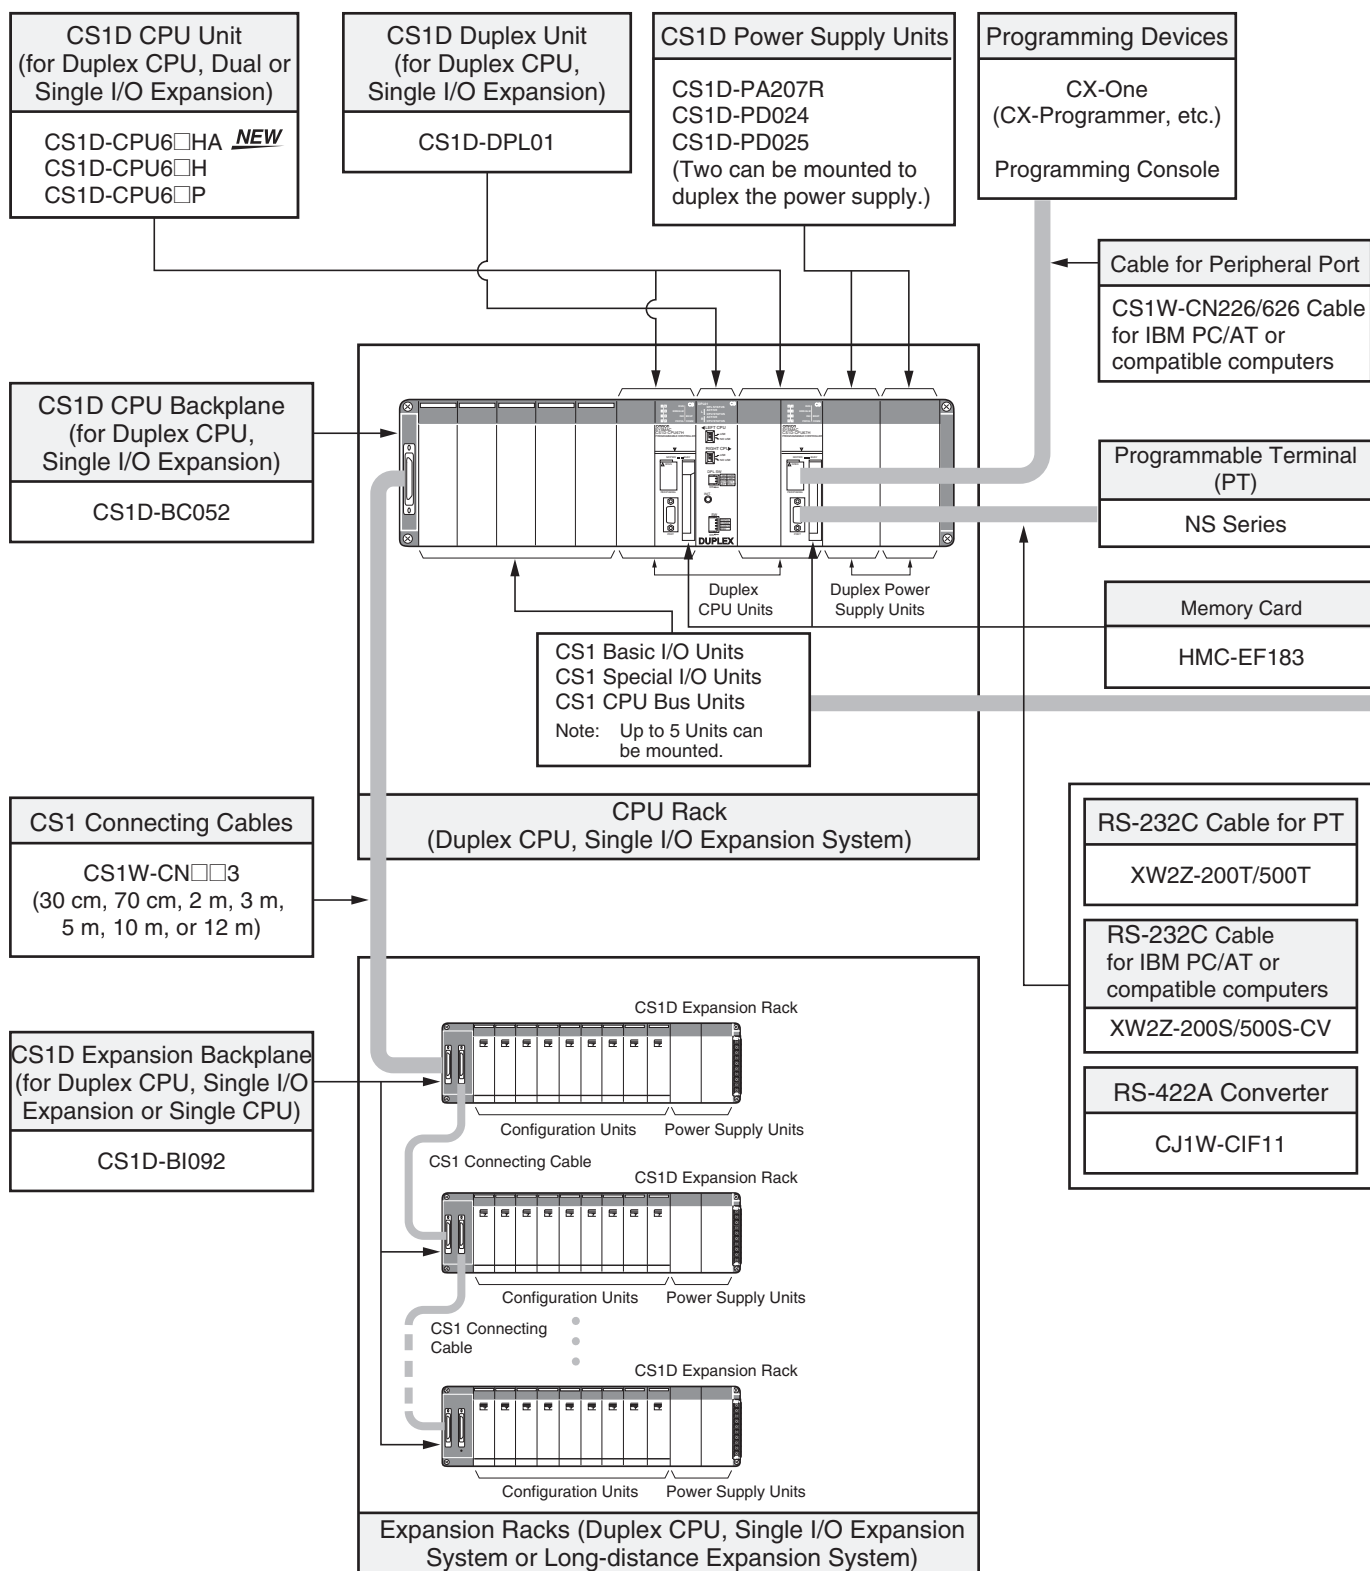 CS1D CPU Unit
(for Duplex CPU, Dual or
Single I/O Expansion)
CS1D-CPU6□HA NEW
CS1D-CPU6□H
CS1D-CPU6□P
CS1D Duplex Unit
(for Duplex CPU,
Single I/O Expansion)
CS1D-DPL01
CS1D Power Supply Units
CS1D-PA207R
CS1D-PD024
CS1D-PD025
(Two can be mounted to
duplex the power supply.)
Programming Devices
CX-One
(CX-Programmer, etc.)
Programming Console
Cable for Peripheral Port
CS1W-CN226/626 Cable
for IBM PC/AT or
compatible computers
CS1D CPU Backplane
(for Duplex CPU,
Single I/O Expansion)
CS1D-BC052
LEFT CPU
RIGHT CPU
DUPLEX
Programmable Terminal
(PT)
NS Series
Duplex
CPU Units
Duplex Power
Supply Units
Memory Card
HMC-EF183
CS1 Basic I/O Units
CS1 Special I/O Units
CS1 CPU Bus Units
Note: Up to 5 Units can
be mounted.
CPU Rack
(Duplex CPU, Single I/O Expansion System)
CS1 Connecting Cables
CS1W-CN□□3
(30 cm, 70 cm, 2 m, 3 m,
5 m, 10 m, or 12 m)
RS-232C Cable for PT
XW2Z-200T/500T
RS-232C Cable
for IBM PC/AT or
compatible computers
XW2Z-200S/500S-CV
RS-422A Converter
CJ1W-CIF11
CS1D Expansion Backplane
(for Duplex CPU, Single I/O
Expansion or Single CPU)
CS1D-BI092
CS1D Expansion Rack
Configuration Units
Power Supply Units
CS1 Connecting Cable
CS1D Expansion Rack
Configuration Units
Power Supply Units
CS1 Connecting
Cable
CS1D Expansion Rack
Configuration Units
Power Supply Units
Expansion Racks (Duplex CPU, Single I/O Expansion
System or Long-distance Expansion System)